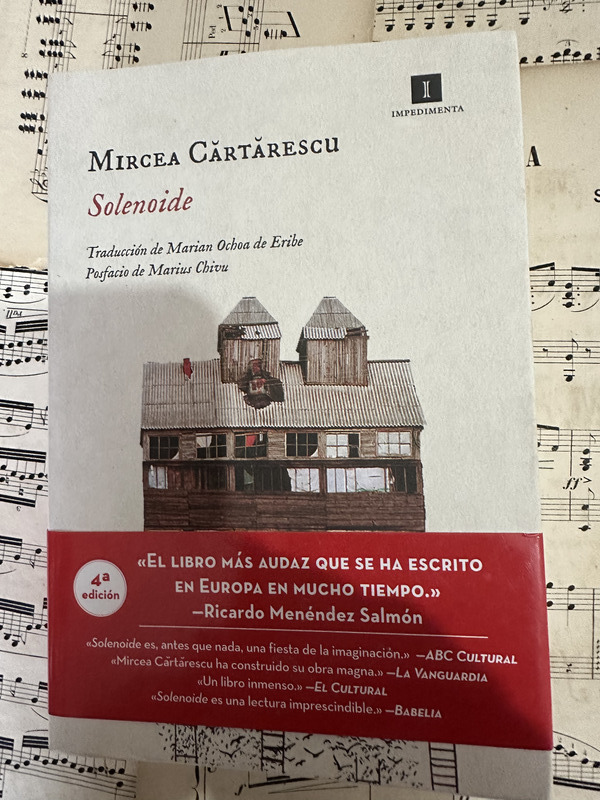 Ped
I
IMPEDIMENTA
MIRCEA CĂRTĂRESCU
Solenoide
Traducción de Marian Ochoa de Eribe
Posfacio de Marius Chivu
4ª
edición
«EL LIBRO MÁS AUDAZ QUE SE HA ESCRITO
EN EUROPA EN MUCHO TIEMPO.»
—Ricardo Menéndez Salmón
«Solenoide es, antes que nada, una fiesta de la imaginación.» —ABC CULTURAL
«Mircea Cărtărescu ha construido su obra magna.» —LA VANGUARDIA
«Un libro inmenso.» —EL CULTURAL
«Solenoide es una lectura imprescindible.» —BABELIA
A
rall
ff